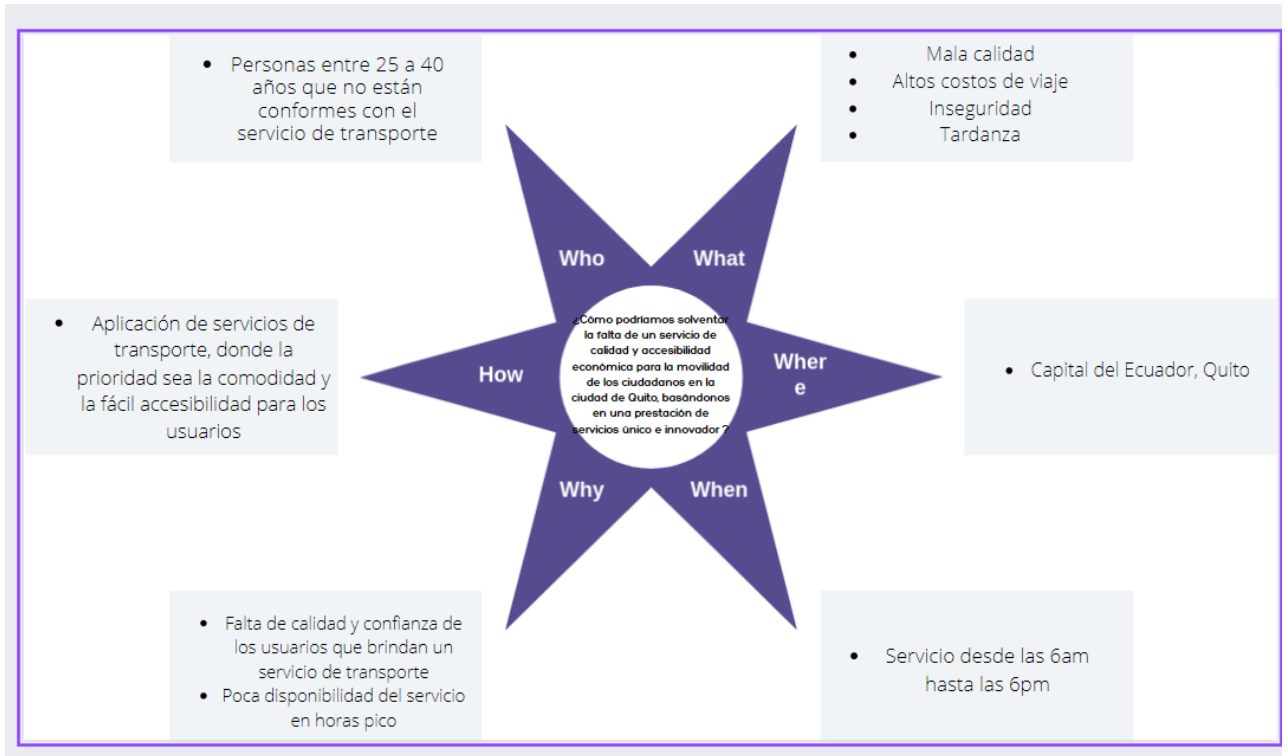 • Personas entre 25 a 40
años que no están
conformes con el
servicio de transporte
• Mala calidad
• Altos costos de viaje
• Inseguridad
• Tardanza
Who
What
• Aplicación de servicios de
transporte, donde la
prioridad sea la comodidad y
la fácil accesibilidad para los
usuarios
How
¿Cómo podríamos solventar
la falta de un servicio de
calidad y accesibilidad
económica para la movilidad
de los ciudadanos en la
ciudad de Quito, basándonos
en una prestación de
servicios único e innovador ?
Wher
e
• Capital del Ecuador, Quito
Why
When
• Falta de calidad y confianza de
los usuarios que brindan un
servicio de transporte
• Poca disponibilidad del servicio
en horas pico
• Servicio desde las 6am
hasta las 6pm